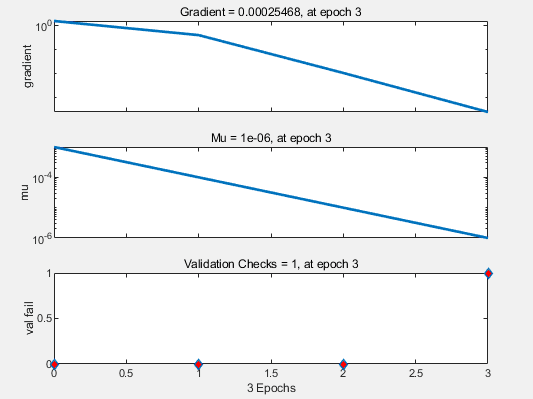 Gradient = 0.00025468, at epoch 3
10^0
gradient
Mu = 1e-06, at epoch 3
10^-4
mu
10^-6
Validation Checks = 1, at epoch 3
1
val fail
0.5
0
0 0.5 1 1.5 2 2.5 3
3 Epochs